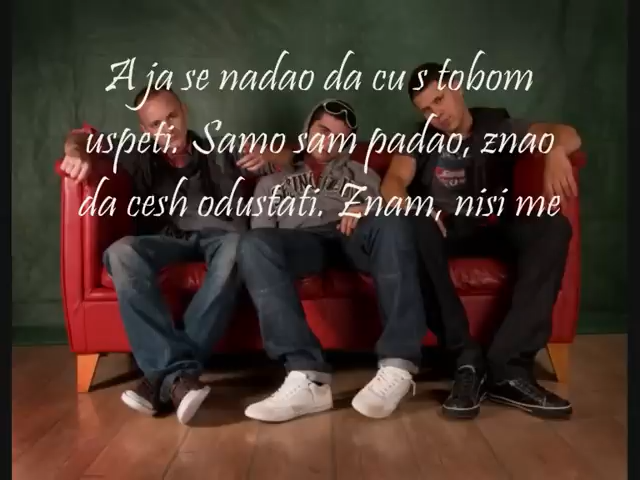 A ja se nadao da cu s tobom
uspeti. Samo sam padao, znao
da cesh odustati. Znam, nisi me